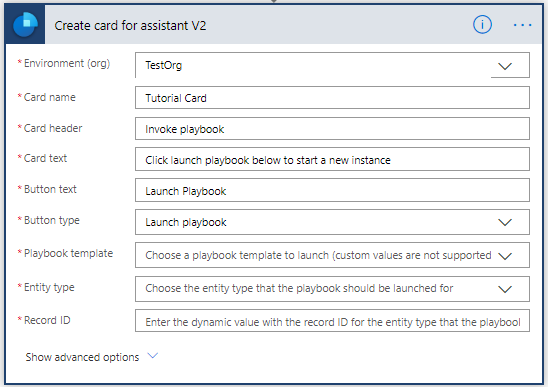 Create card for assistant V2
* Environment (org) TestOrg
* Card name Tutorial Card
* Card header Invoke playbook
* Card text Click launch playbook below to start a new instance
* Button text Launch Playbook
* Button type Launch playbook
* Playbook template Choose a playbook template to launch (custom values are not supported
* Entity type Choose the entity type that the playbook should be launched for
* Record ID Enter the dynamic value with the record ID for the entity type that the playbool
Show advanced options